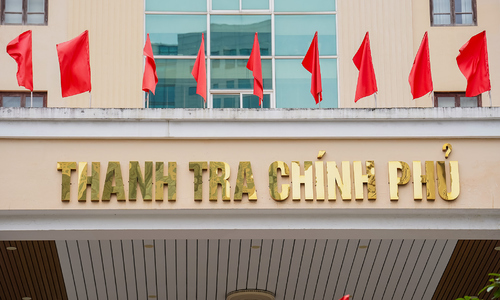 THANH TRA CHÍNH PHỦ